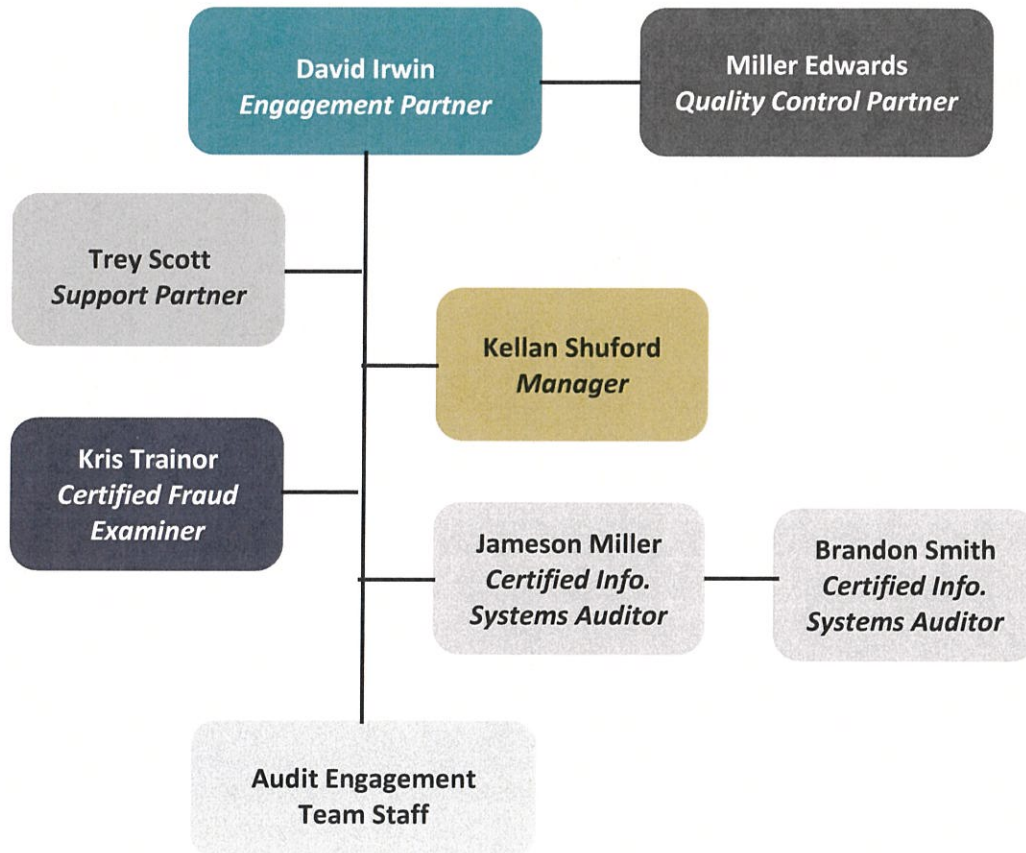 David Irwin
Engagement Partner
Miller Edwards
Quality Control Partner
Trey Scott
Support Partner
Kellan Shuford
Manager
Kris Trainor
Certified Fraud
Examiner
Jameson Miller
Certified Info.
Systems Auditor
Brandon Smith
Certified Info.
Systems Auditor
Audit Engagement
Team Staff